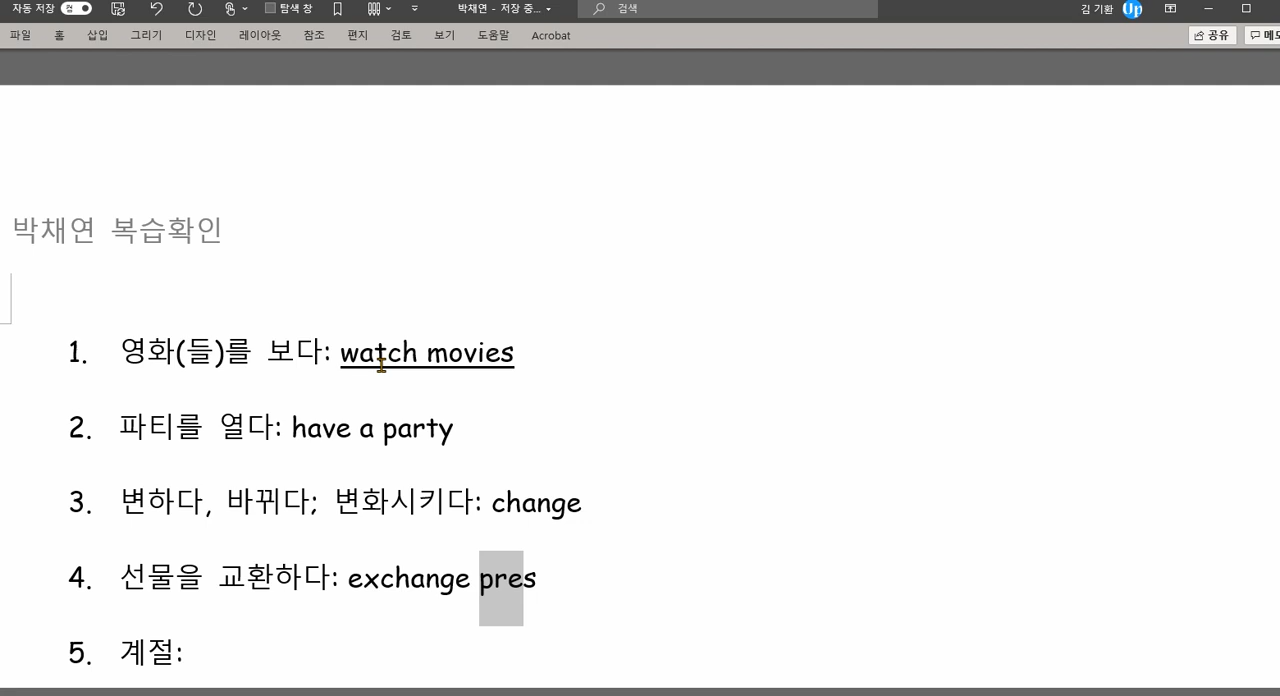 자동 저장 켬 탐색 창 박채연 - 저장 중... 검색 김 기환 Up
파일 홈 삽입 그리기 디자인 레이아웃 참조 편지 검토 보기 도움말 Acrobat 공유 메모
박채연 복습확인
1. 영화(들)를 보다: watch movies
2. 파티를 열다: have a party
3. 변하다, 바뀌다; 변화시키다: change
4. 선물을 교환하다: exchange pres
5. 계절: